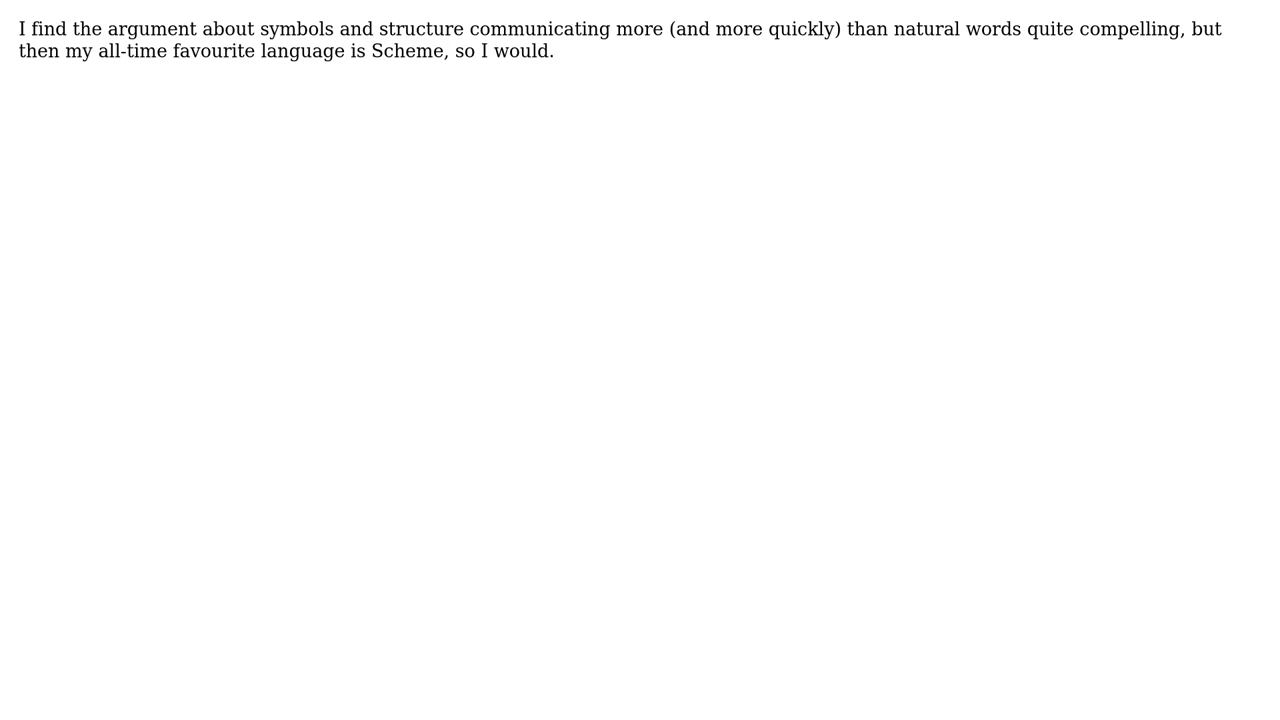 I find the argument about symbols and structure communicating more (and more quickly) than natural words quite compelling, but
then my all-time favourite language is Scheme, so I would.